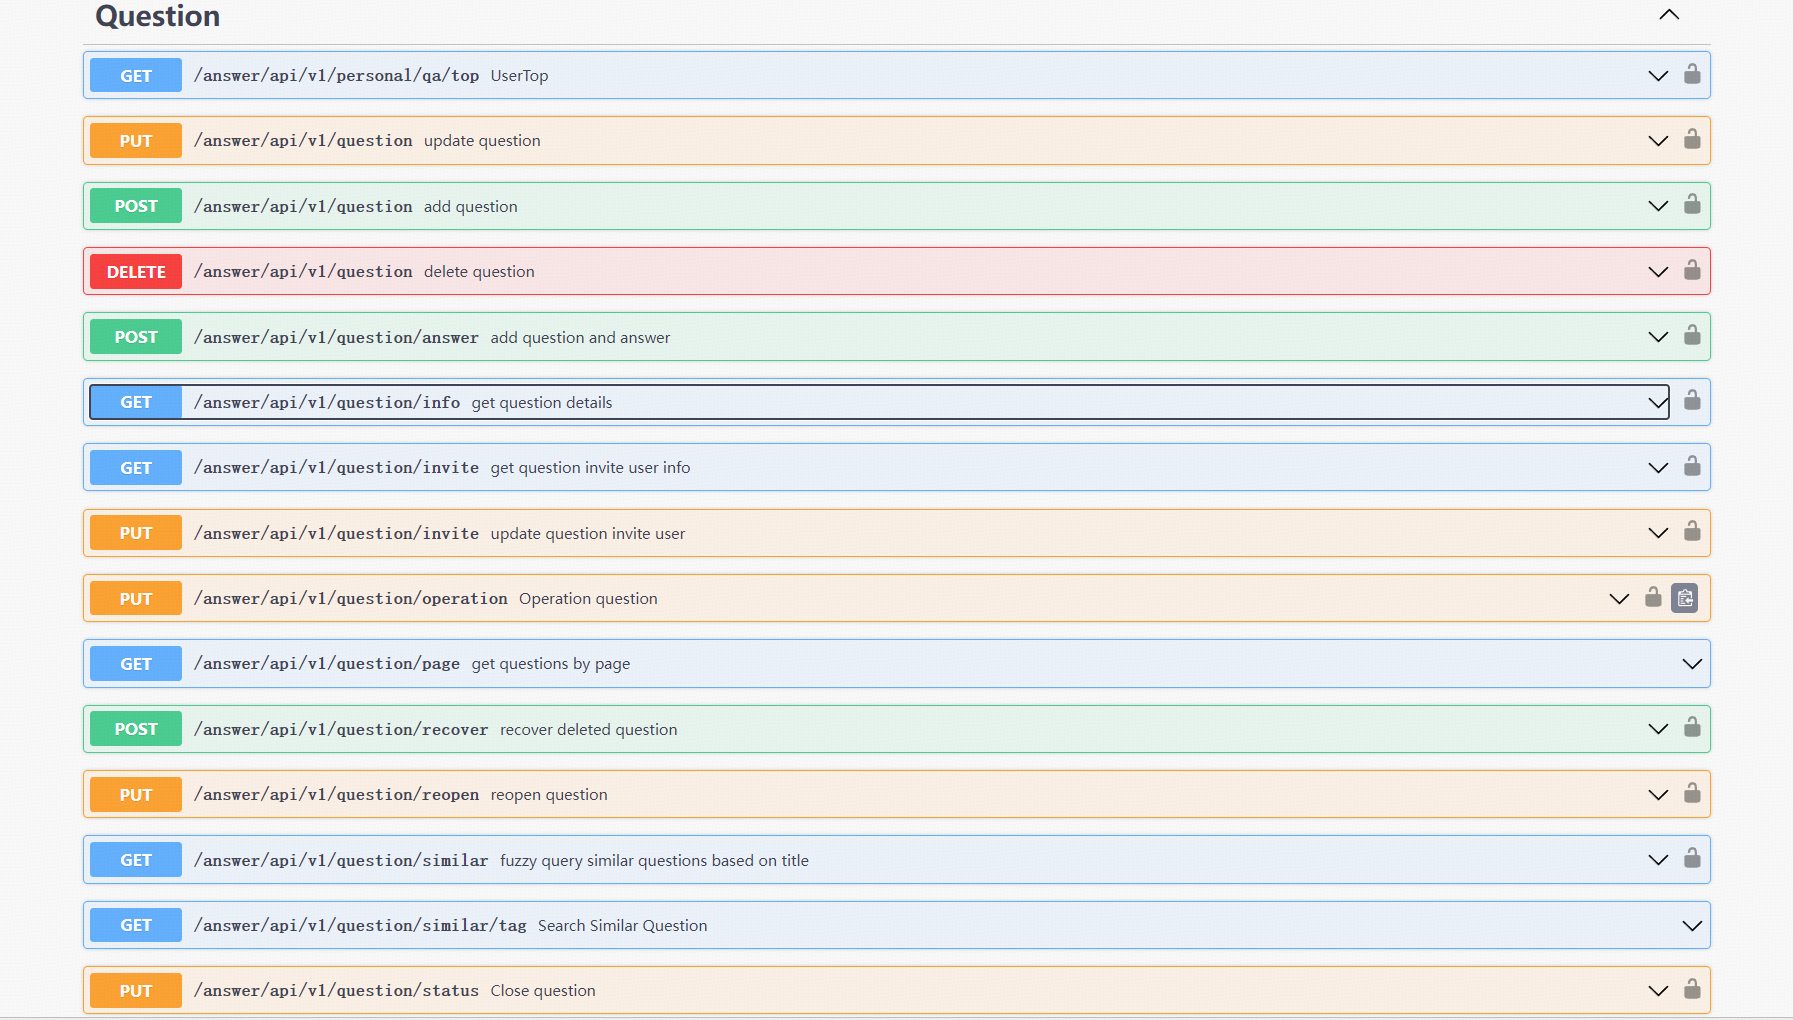 Question
GET /answer/api/v1/personal/qa/top UserTop
PUT /answer/api/v1/question update question
POST /answer/api/v1/question add question
DELETE /answer/api/v1/question delete question
POST /answer/api/v1/question/answer add question and answer
GET /answer/api/v1/question/info get question details
GET /answer/api/v1/question/invite get question invite user info
PUT /answer/api/v1/question/invite update question invite user
PUT /answer/api/v1/question/operation Operation question
GET /answer/api/v1/question/page get questions by page
POST /answer/api/v1/question/recover recover deleted question
PUT /answer/api/v1/question/reopen reopen question
GET /answer/api/v1/question/similar fuzzy query similar questions based on title
GET /answer/api/v1/question/similar/tag Search Similar Question
PUT /answer/api/v1/question/status Close question